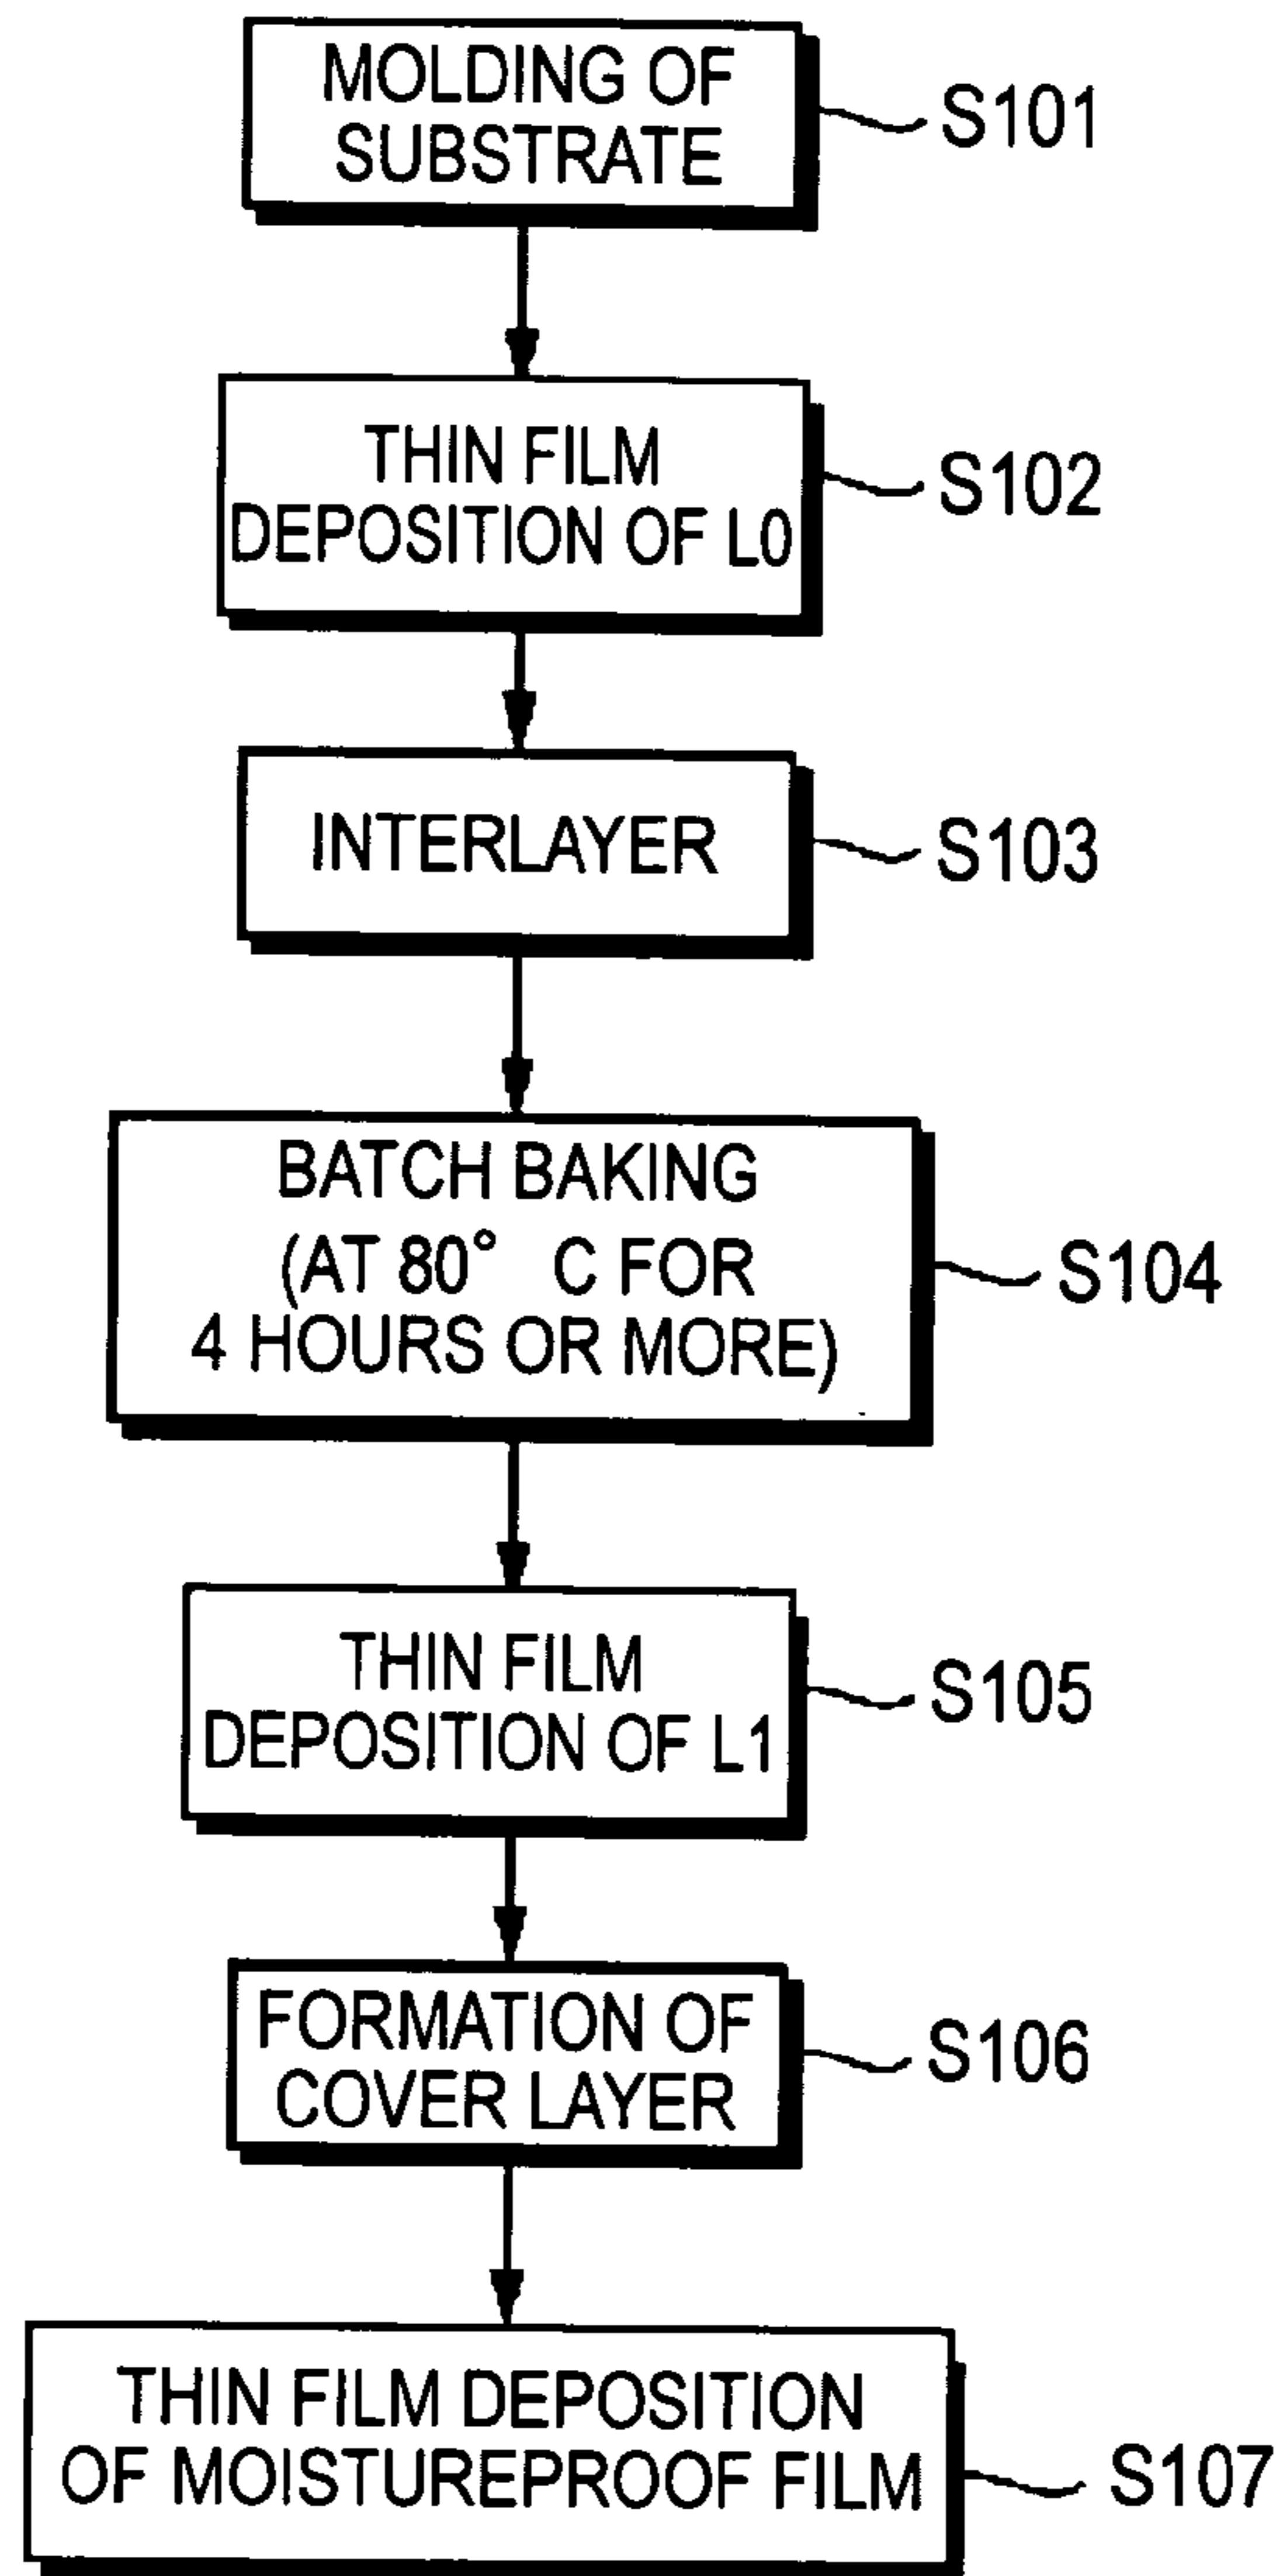 MOLDING OF
SUBSTRATE
S101
THIN FILM
DEPOSITION OF L0
S102
INTERLAYER
S103
BATCH BAKING
(AT 80° C FOR
4 HOURS OR MORE)
S104
THIN FILM
DEPOSITION OF L1
S105
FORMATION OF
COVER LAYER
S106
THIN FILM DEPOSITION
OF MOISTUREPROOF FILM
S107